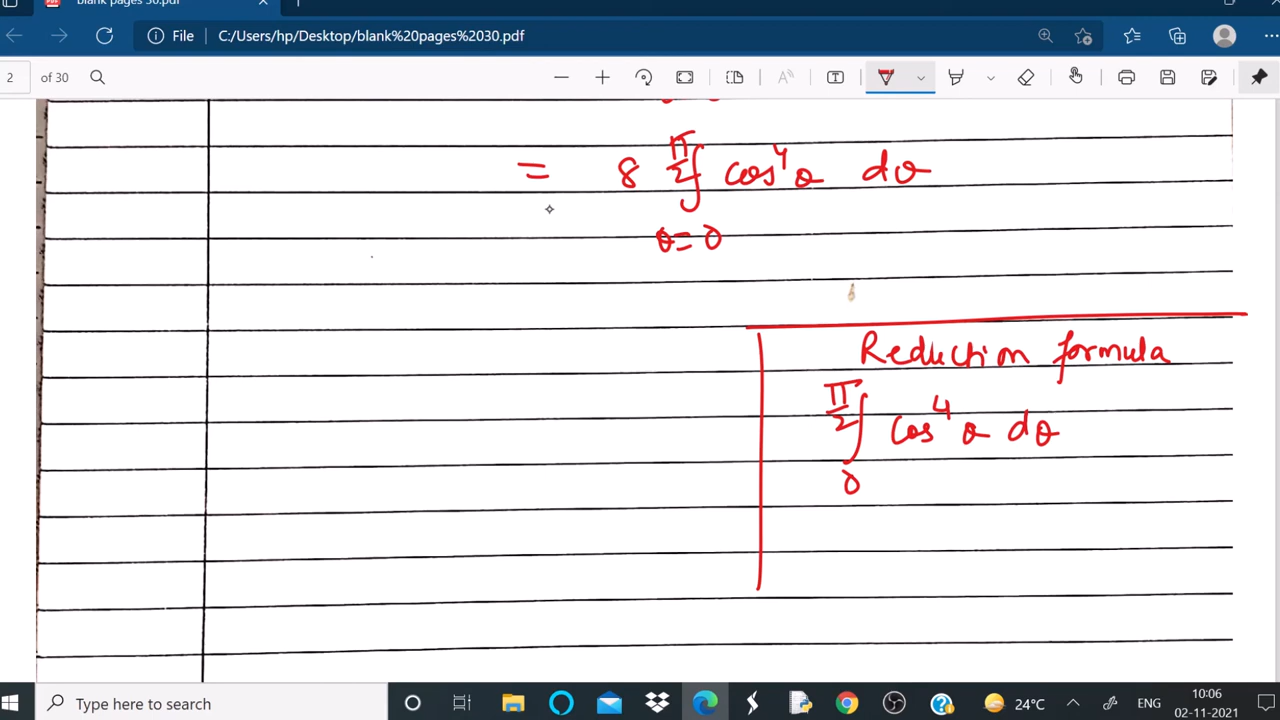 blank pages 30.pdf
File C:/Users/hp/Desktop/blank%20pages%2030.pdf
2 of 30
= 8 π/2 ∫ cos⁴θ dθ
θ=0
Reduction formula
π/2 ∫ cos⁴θ dθ
0
Type here to search
24°C ENG 10:06
02-11-2021